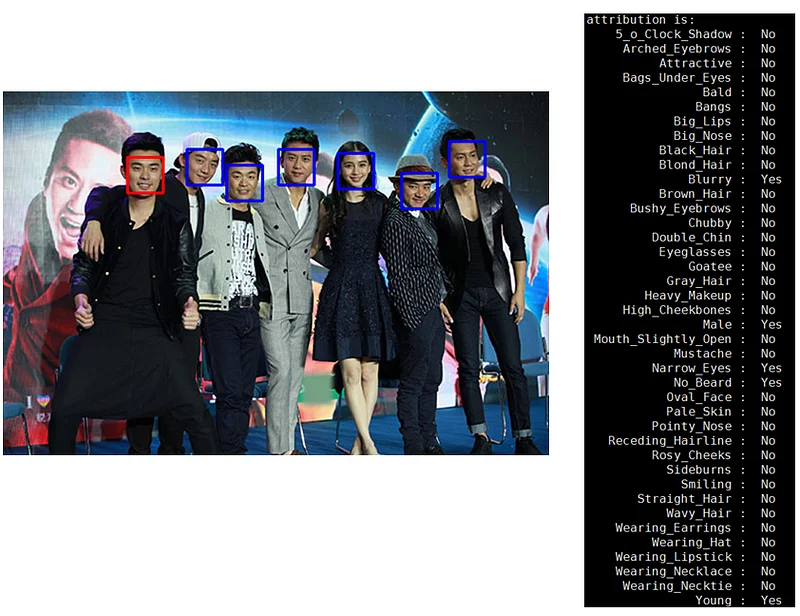 attribution is:
5_o_Clock_Shadow : No
Arched_Eyebrows : No
Attractive : No
Bags_Under_Eyes : No
Bald : No
Bangs : No
Big_Lips : No
Big_Nose : No
Black_Hair : No
Blond_Hair : No
Blurry : Yes
Brown_Hair : No
Bushy_Eyebrows : No
Chubby : No
Double_Chin : No
Eyeglasses : No
Goatee : No
Gray_Hair : No
Heavy_Makeup : No
High_Cheekbones : No
Male : Yes
Mouth_Slightly_Open : No
Mustache : No
Narrow_Eyes : Yes
No_Beard : Yes
Oval_Face : No
Pale_Skin : No
Pointy_Nose : No
Receding_Hairline : No
Rosy_Cheeks : No
Sideburns : No
Smiling : No
Straight_Hair : No
Wavy_Hair : No
Wearing_Earrings : No
Wearing_Hat : No
Wearing_Lipstick : No
Wearing_Necklace : No
Wearing_Necktie : No
Young : Yes